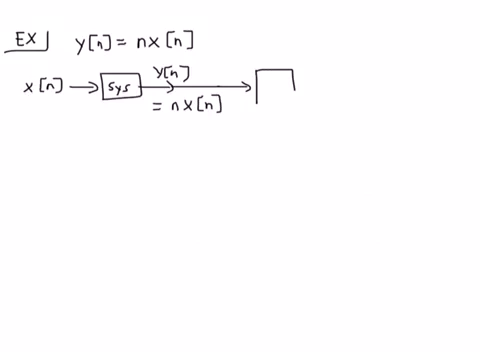 EX y[n] = nx[n]
x[n] sys y[n]
= nx[n]